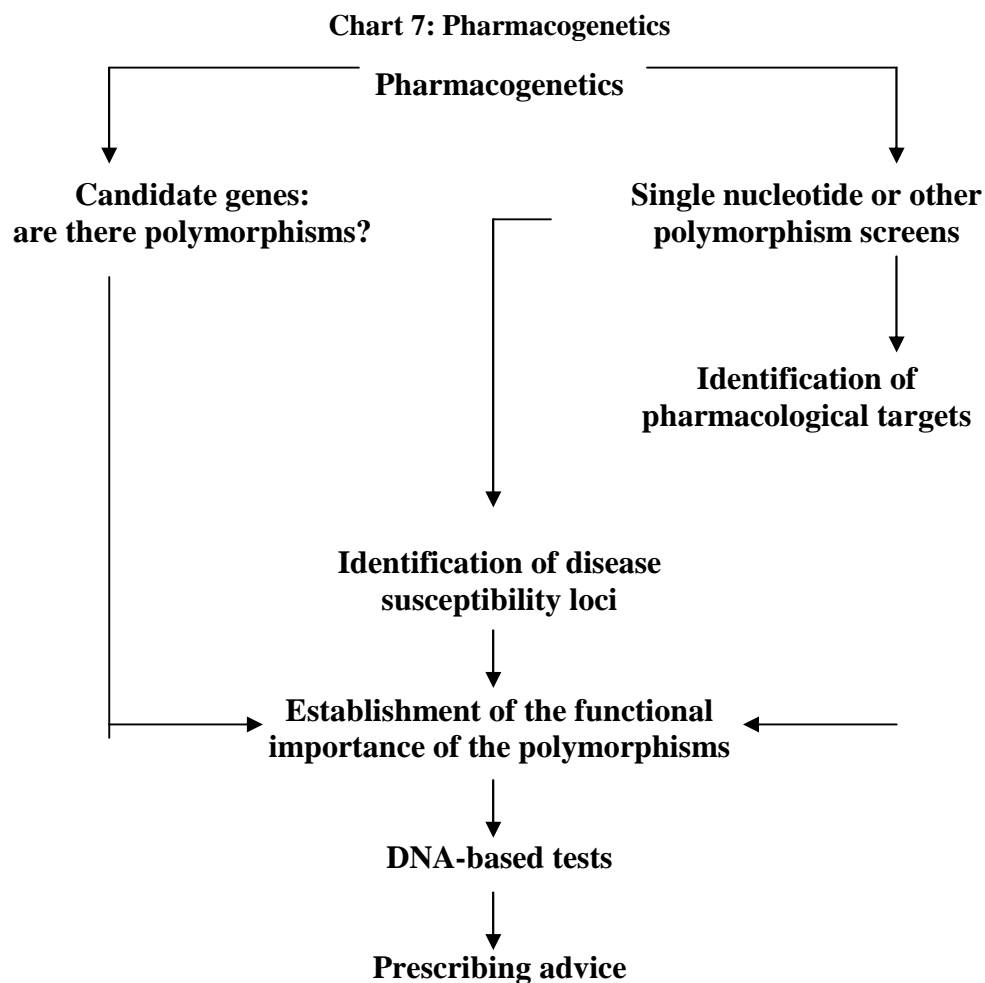 Chart 7: Pharmacogenetics
Pharmacogenetics
Candidate genes:
are there polymorphisms?
Single nucleotide or other
polymorphism screens
Identification of
pharmacological targets
Identification of disease
susceptibility loci
Establishment of the functional
importance of the polymorphisms
DNA-based tests
Prescribing advice